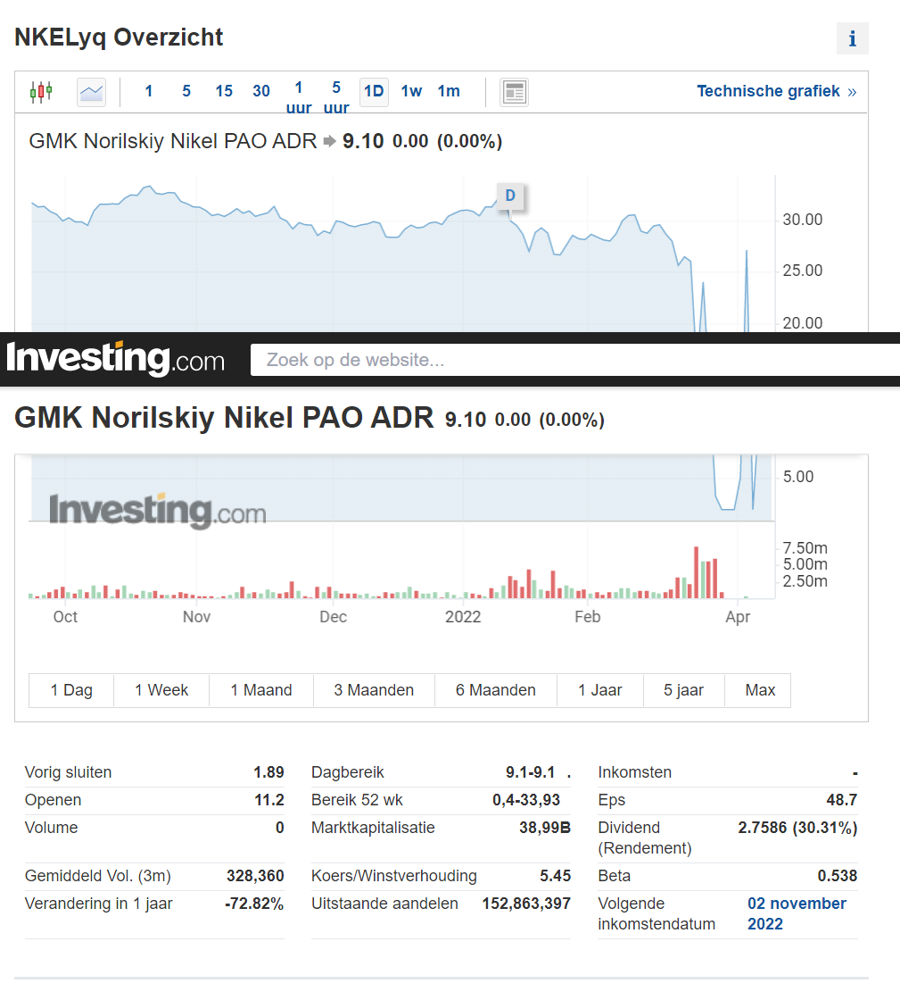 NKELyq Overzicht
i
1 5 15 30 1 uur 5 uur 1D 1w 1m Technische grafiek »
GMK Norilskiy Nikel PAO ADR 9.10 0.00 (0.00%)
D
30.00
25.00
20.00
Investing.com Zoek op de website...
GMK Norilskiy Nikel PAO ADR 9.10 0.00 (0.00%)
5.00
Investing.com
7.50m
5.00m
2.50m
Oct Nov Dec 2022 Feb Apr
1 Dag 1 Week 1 Maand 3 Maanden 6 Maanden 1 Jaar 5 jaar Max
Vorig sluiten 1.89 Dagbereik 9.1-9.1 . Inkomsten -
Openen 11.2 Bereik 52 wk 0,4-33,93 Eps 48.7
Volume 0 Marktkapitalisatie 38,99B Dividend 2.7586 (30.31%)
(Rendement)
Gemiddeld Vol. (3m) 328,360 Koers/Winstverhouding 5.45 Beta 0.538
Verandering in 1 jaar -72.82% Uitstaande aandelen 152,863,397 Volgende 02 november
inkomstendatum 2022